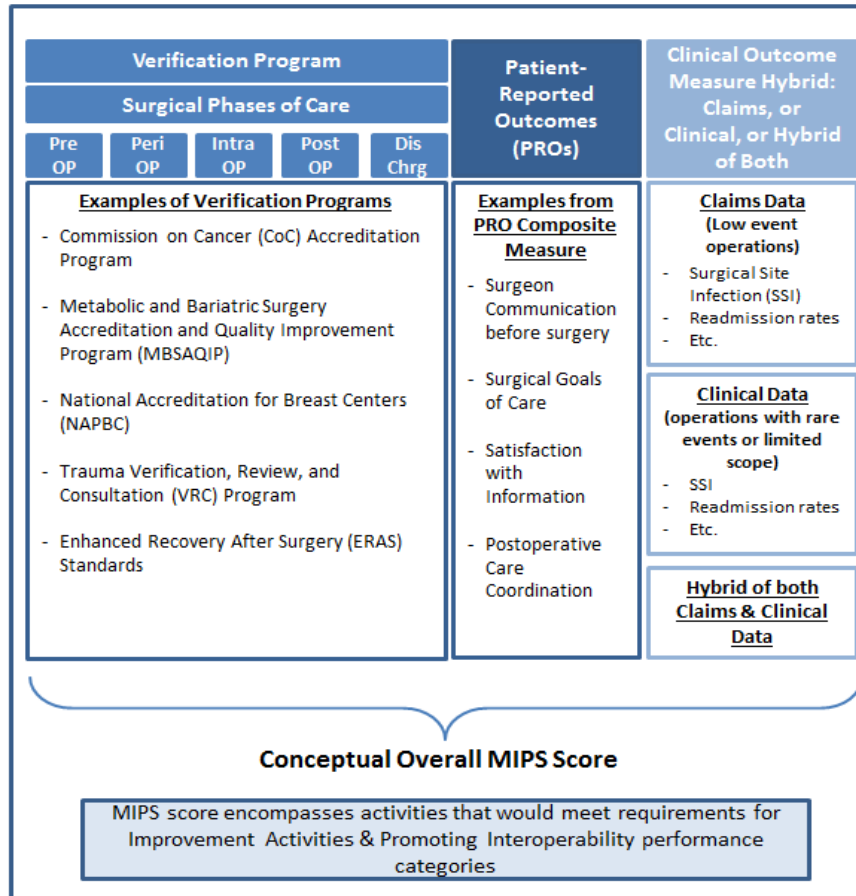 Verification Program
Surgical Phases of Care
Pre
OP
Peri
OP
Intra
OP
Post
OP
Dis
Chrg
Examples of Verification Programs
- Commission on Cancer (CoC) Accreditation
Program
- Metabolic and Bariatric Surgery
Accreditation and Quality Improvement
Program (MBSAQIP)
- National Accreditation for Breast Centers
(NAPBC)
- Trauma Verification, Review, and
Consultation (VRC) Program
- Enhanced Recovery After Surgery (ERAS)
Standards
Patient-
Reported
Outcomes
(PROs)
Examples from
PRO Composite
Measure
- Surgeon
Communication
before surgery
- Surgical Goals
of Care
- Satisfaction
with
Information
- Postoperative
Care
Coordination
Clinical Outcome
Measure Hybrid:
Claims, or
Clinical, or Hybrid
of Both
Claims Data
(Low event
operations)
- Surgical Site
Infection (SSI)
- Readmission rates
- Etc.
Clinical Data
(operations with rare
events or limited
scope)
- SSI
- Readmission rates
- Etc.
Hybrid of both
Claims & Clinical
Data
Conceptual Overall MIPS Score
MIPS score encompasses activities that would meet requirements for
Improvement Activities & Promoting Interoperability performance
categories